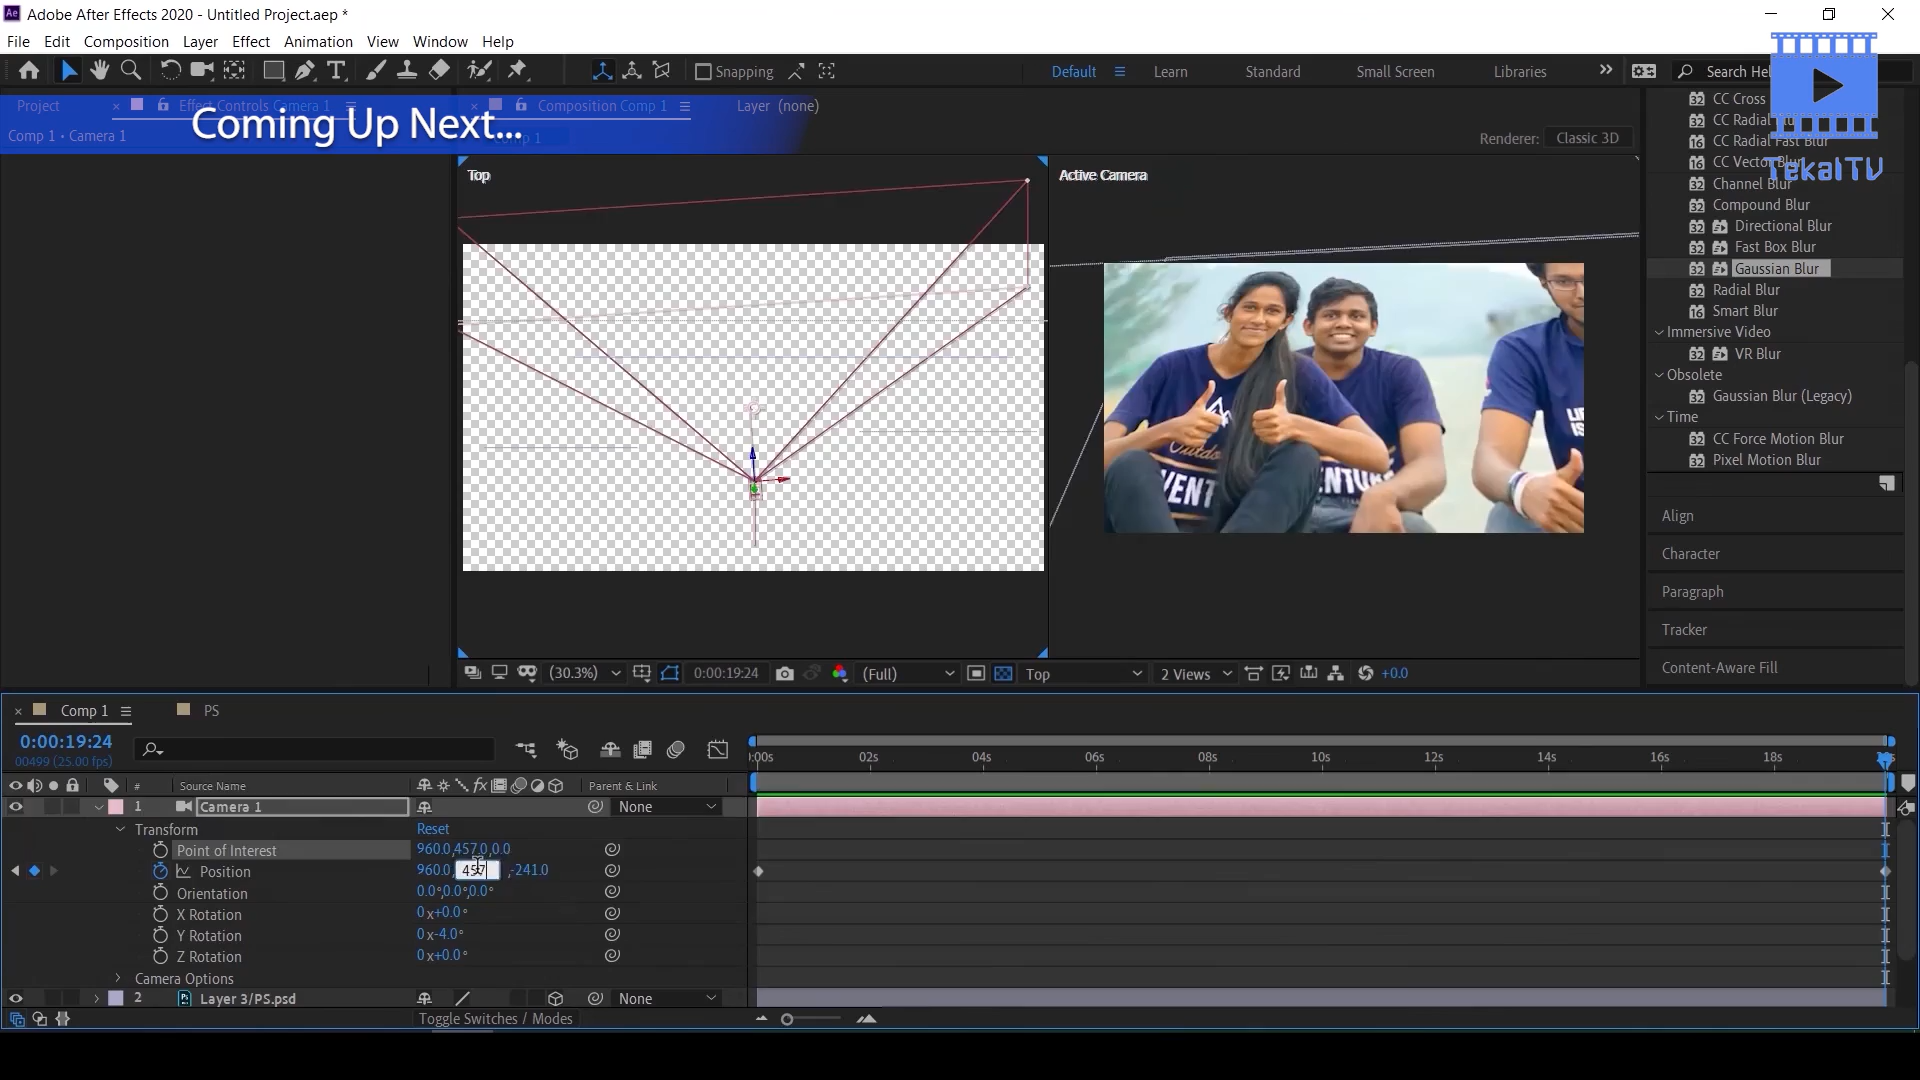 Adobe After Effects 2020 - Untitled Project.aep *
File Edit Composition Layer Effect Animation View Window Help
Snapping Default Learn Standard Small Screen Libraries Search Hel
Project Effect Controls Camera 1 Composition Comp 1 Layer (none)
Comp 1 • Camera 1
Coming Up Next...
Renderer: Classic 3D
TekalTV
Top
Active Camera
CC Cross
CC Radial Blur
CC Radial Fast Blur
CC Vector Blur
Channel Blur
Compound Blur
Directional Blur
Fast Box Blur
Gaussian Blur
Radial Blur
Smart Blur
Immersive Video
VR Blur
Obsolete
Gaussian Blur (Legacy)
Time
CC Force Motion Blur
Pixel Motion Blur
Align
Character
Paragraph
Tracker
Content-Aware Fill
(30.3%) 0:00:19:24 (Full) Top 2 Views +0.0
Comp 1 PS
0:00:19:24
00499 (25.00 fps)
:00s 02s 04s 06s 08s 10s 12s 14s 16s 18s
# Source Name Parent & Link
1 Camera 1 None
Transform Reset
Point of Interest 960.0,457.0,0.0
Position 960.0, 457 ,-241.0
Orientation 0.0°,0.0°,0.0°
X Rotation 0x+0.0°
Y Rotation 0x-4.0°
Z Rotation 0x+0.0°
Camera Options
2 Layer 3/PS.psd None
Toggle Switches / Modes